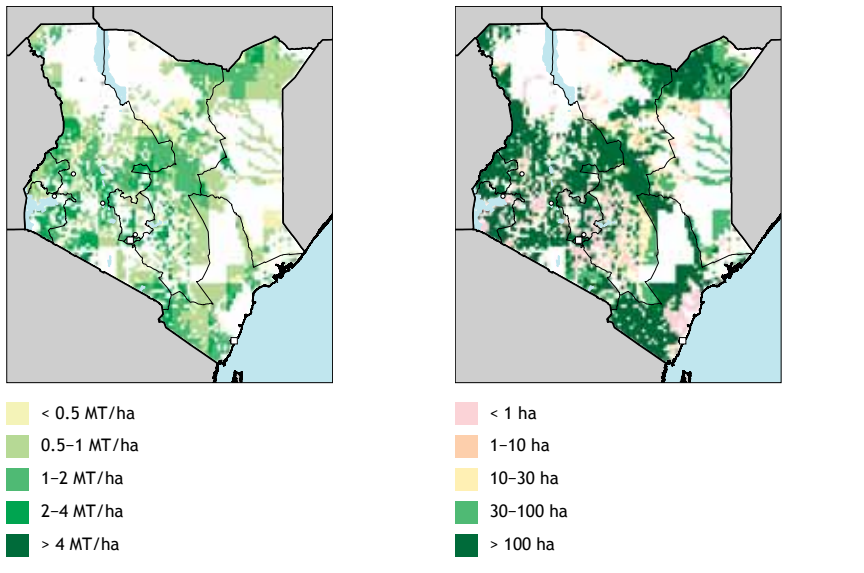 < 0.5 MT/ha
0.5–1 MT/ha
1–2 MT/ha
2–4 MT/ha
> 4 MT/ha
< 1 ha
1–10 ha
10–30 ha
30–100 ha
> 100 ha